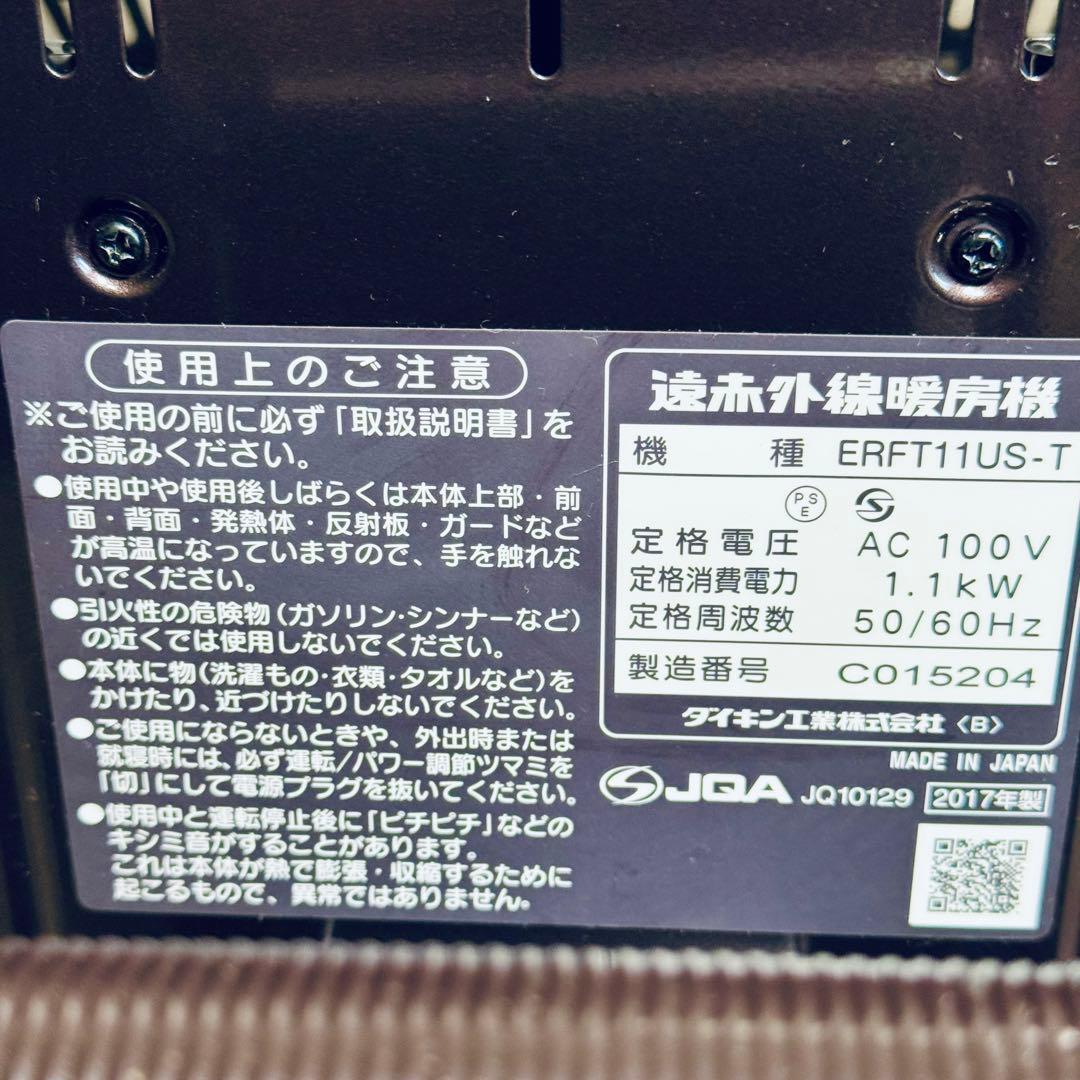 使用上のご注意
※ご使用の前に必ず「取扱説明書」を
お読みください。
●使用中や使用後しばらくは本体上部・前
面・背面・発熱体・反射板・ガードなど
が高温になっていますので、手を触れな
いでください。
●引火性の危険物(ガソリン・シンナーなど)
の近くでは使用しないでください。
●本体に物(洗濯もの・衣類・タオルなど)を
かけたり、近づけたりしないでください。
●ご使用にならないときや、外出時または
就寝時には、必ず運転/パワー調節ツマミを
「切」にして電源プラグを抜いてください。
●使用中と運転停止後に「ピチピチ」などの
キシミ音がすることがあります。
これは本体が熱で膨張・収縮するために
起こるもので、異常ではありません。
遠赤外線暖房機
機種 ERFT11US-T
PSE
定格電圧 AC 100V
定格消費電力 1.1kW
定格周波数 50/60Hz
製造番号 C015204
ダイキン工業株式会社〈B〉
MADE IN JAPAN
JQA JQ10129 2017年製